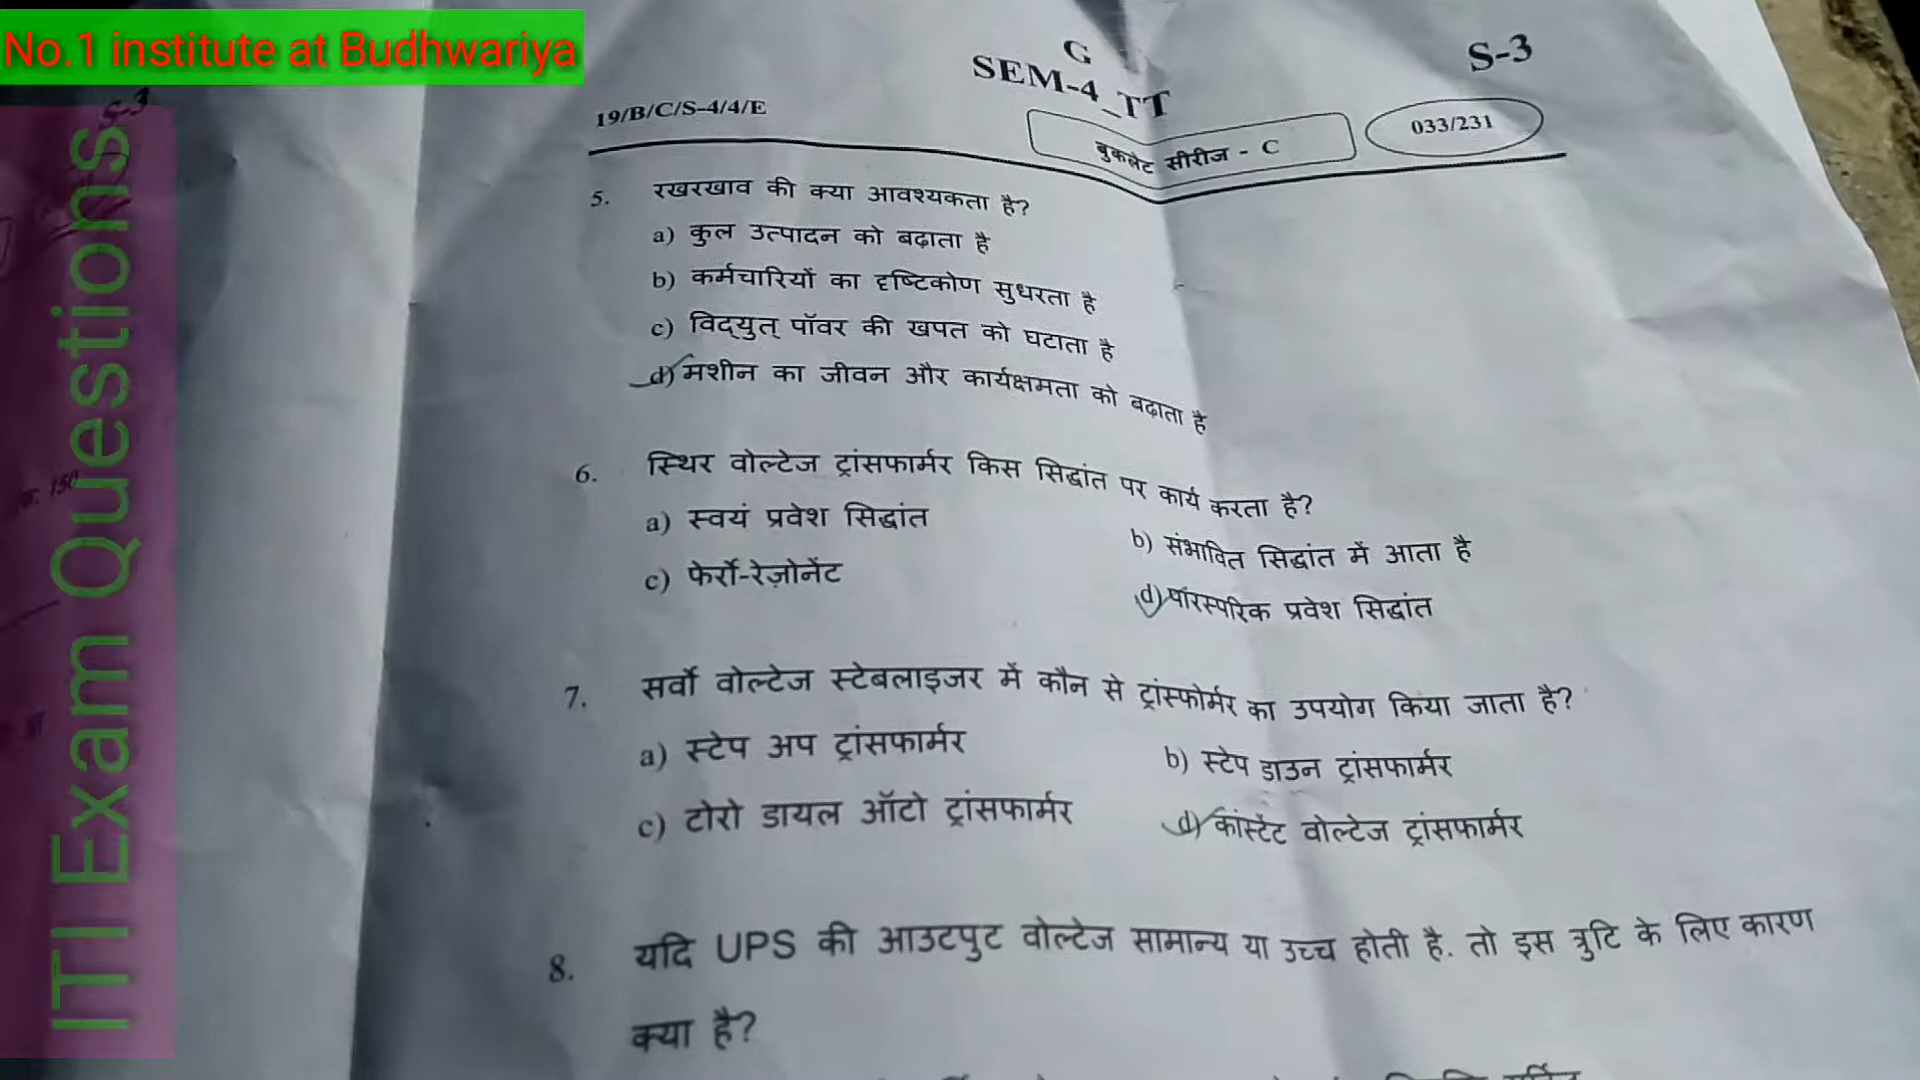 No.1 institute at Budhwariya
ITI Exam Questions
G
SEM-4_TT
S-3
19/B/C/S-4/4/E
बुकलेट सीरीज - C
033/231
5. रखरखाव की क्या आवश्यकता है?
a) कुल उत्पादन को बढ़ाता है
b) कर्मचारियों का दृष्टिकोण सुधरता है
c) विद्युत् पॉवर की खपत को घटाता है
d) मशीन का जीवन और कार्यक्षमता को बढ़ाता है
6. स्थिर वोल्टेज ट्रांसफार्मर किस सिद्धांत पर कार्य करता है?
a) स्वयं प्रवेश सिद्धांत
b) संभावित सिद्धांत में आता है
c) फेर्रो-रेज़ोनेंट
d) पारस्परिक प्रवेश सिद्धांत
7. सर्वो वोल्टेज स्टेबलाइजर में कौन से ट्रांस्फोर्मर का उपयोग किया जाता है?
a) स्टेप अप ट्रांसफार्मर
b) स्टेप डाउन ट्रांसफार्मर
c) टोरो डायल ऑटो ट्रांसफार्मर
d) कांस्टेंट वोल्टेज ट्रांसफार्मर
8. यदि UPS की आउटपुट वोल्टेज सामान्य या उच्च होती है. तो इस त्रुटि के लिए कारण
क्या है?
S-3
150